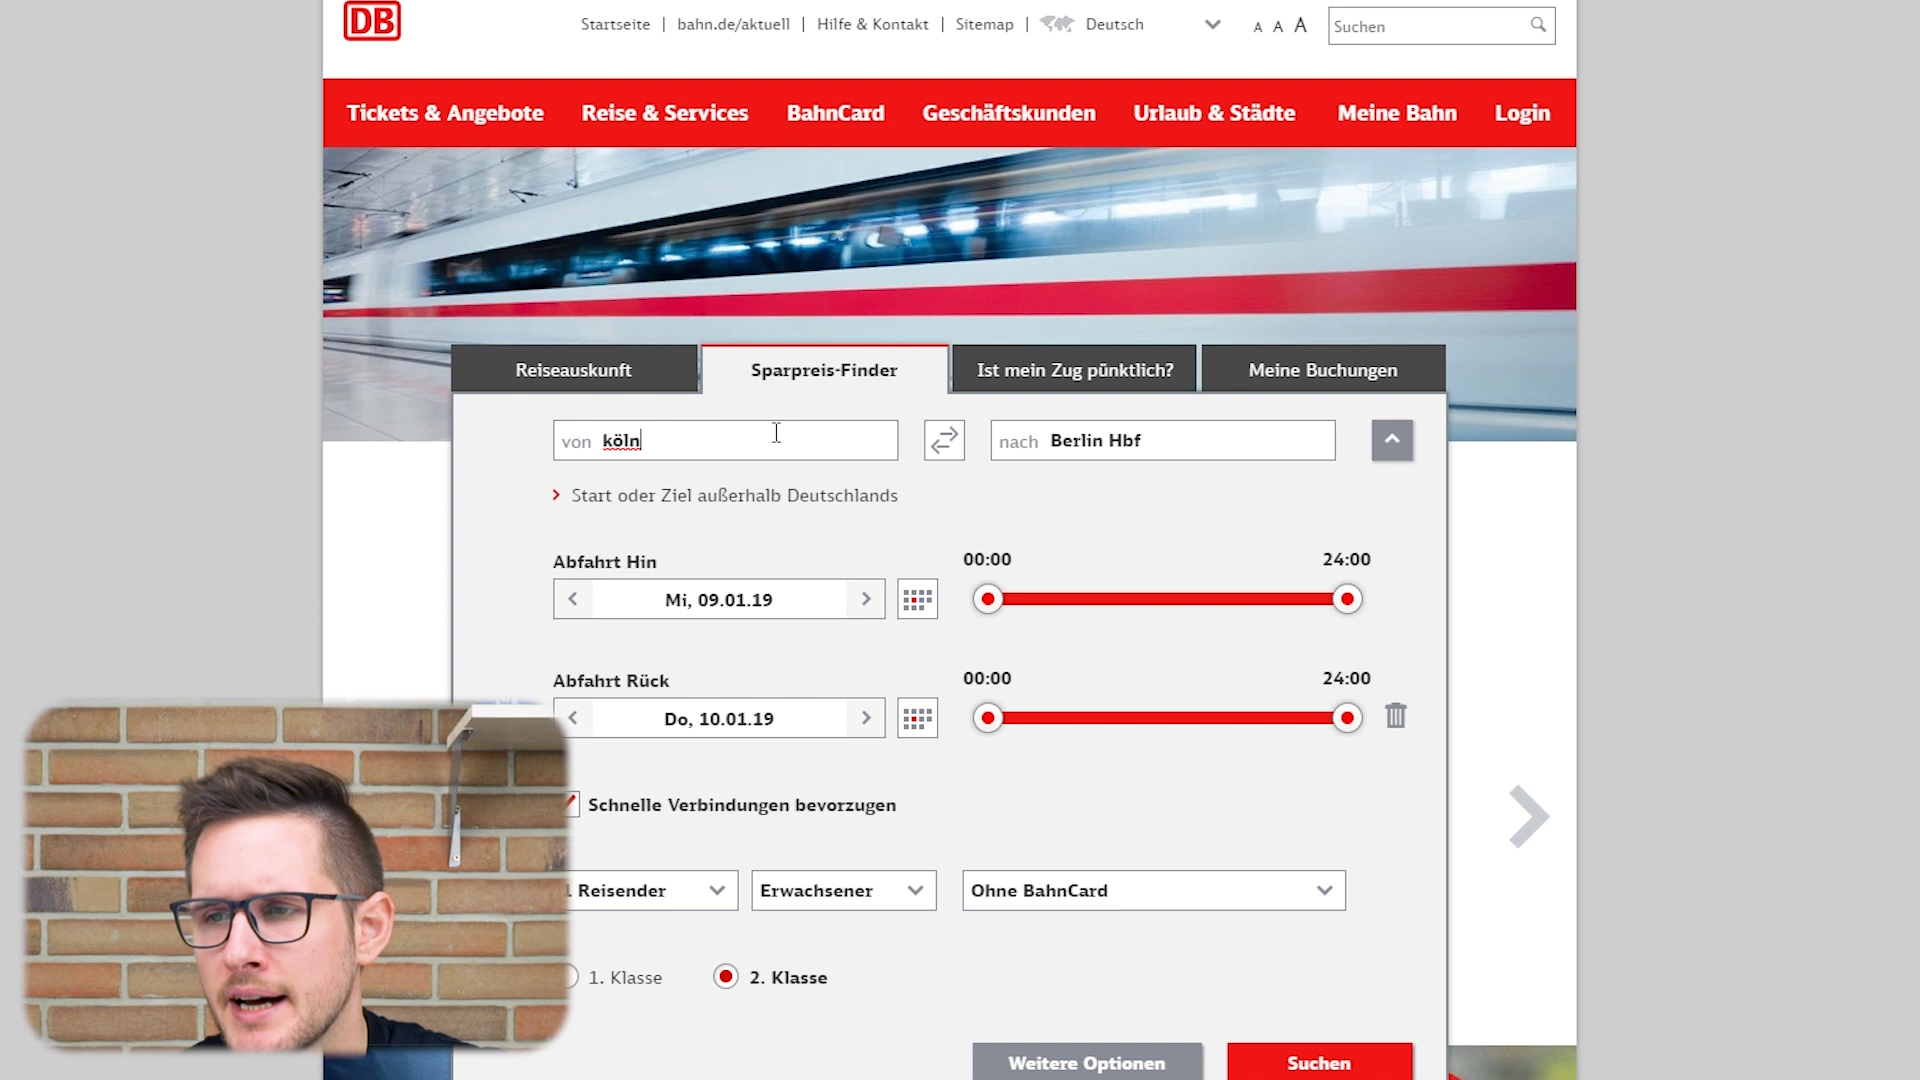 DB
Startseite | bahn.de/aktuell | Hilfe & Kontakt | Sitemap | Deutsch A A A Suchen
Tickets & Angebote Reise & Services BahnCard Geschäftskunden Urlaub & Städte Meine Bahn Login
Reiseauskunft Sparpreis-Finder Ist mein Zug pünktlich? Meine Buchungen
von köln nach Berlin Hbf
Start oder Ziel außerhalb Deutschlands
Abfahrt Hin 00:00 24:00
Mi, 09.01.19
Abfahrt Rück 00:00 24:00
Do, 10.01.19
Schnelle Verbindungen bevorzugen
Reisender Erwachsener Ohne BahnCard
1. Klasse 2. Klasse
Weitere Optionen Suchen